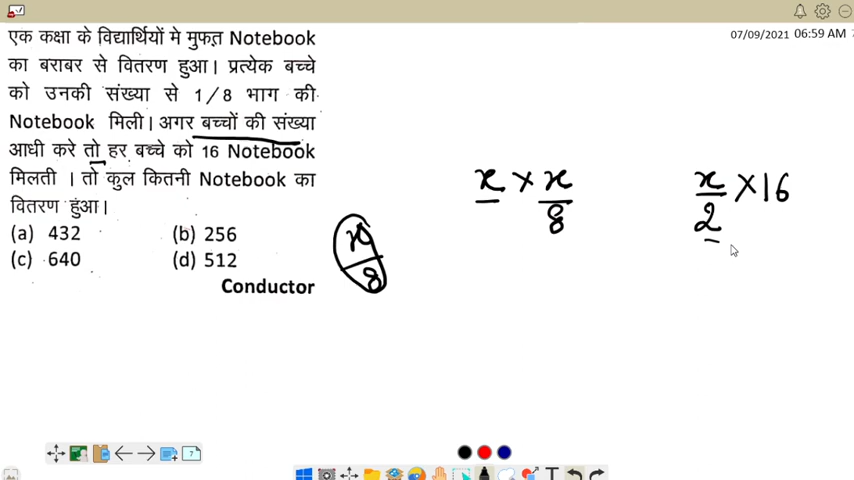 07/09/2021 06:59 AM
एक कक्षा के विद्यार्थियों मे मुफत Notebook
का बराबर से वितरण हुआ। प्रत्येक बच्चे
को उनकी संख्या से 1/8 भाग की
Notebook मिली। अगर बच्चों की संख्या
आधी करे तो हर बच्चे को 16 Notebook
मिलती । तो कुल कितनी Notebook का
वितरण हुंआ।
(a) 432 (b) 256
(c) 640 (d) 512
Conductor
x/8
x × x/8
x/2 × 16
7
T